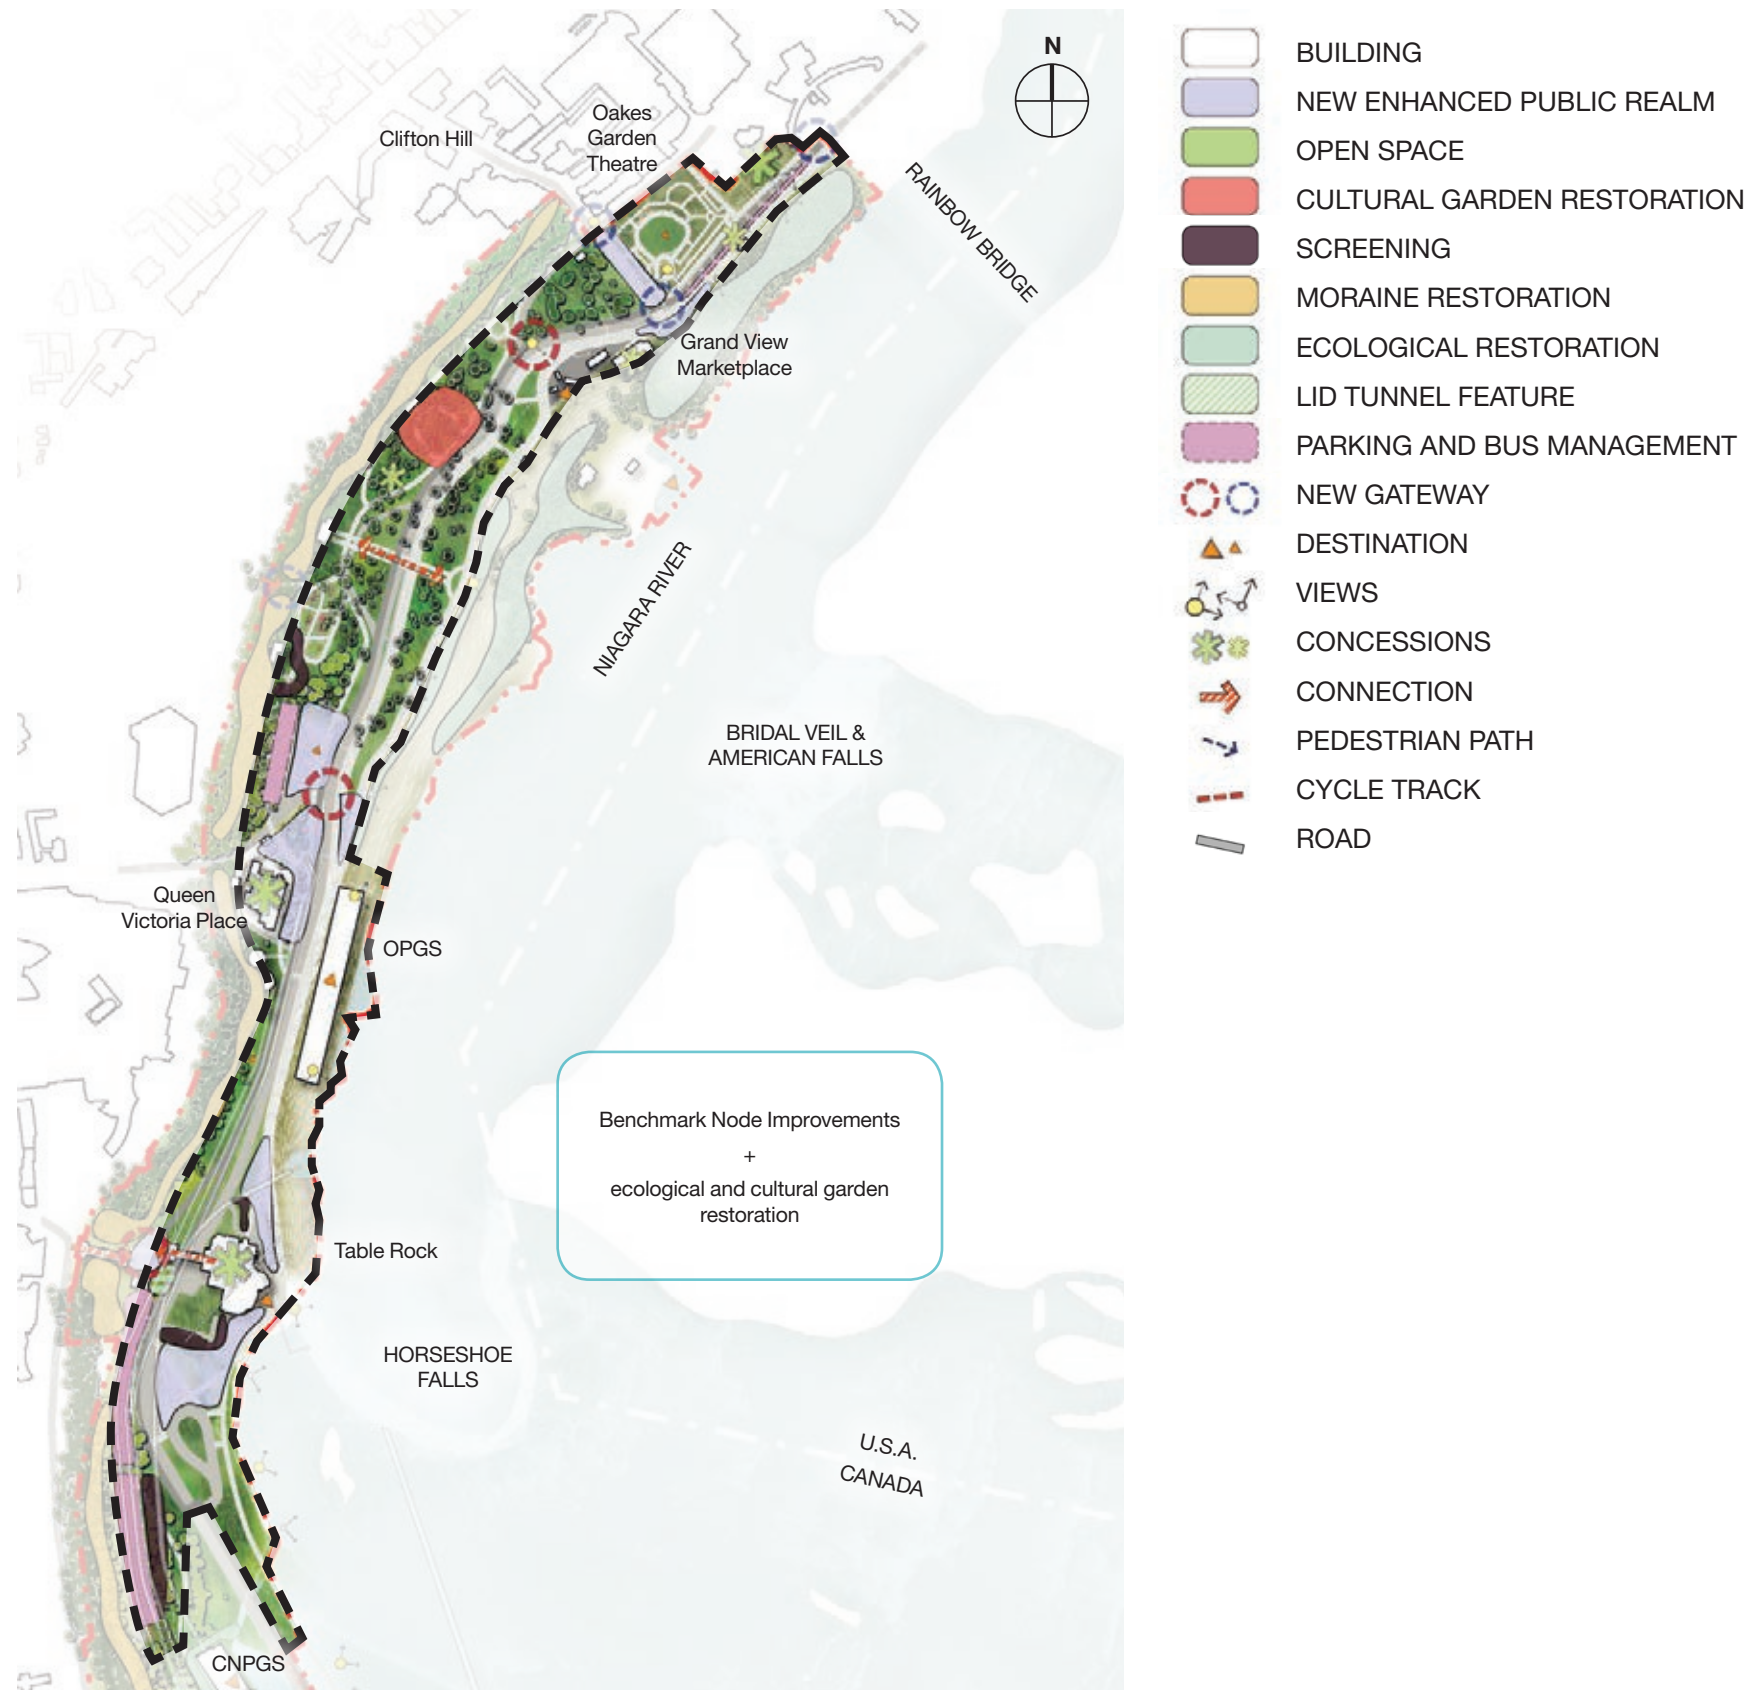 N
Oakes
Garden
Theatre
Clifton Hill
RAINBOW BRIDGE
Grand View
Marketplace
NIAGARA RIVER
BRIDAL VEIL &
AMERICAN FALLS
Queen
Victoria Place
OPGS
Benchmark Node Improvements
+
ecological and cultural garden
restoration
Table Rock
HORSESHOE
FALLS
U.S.A.
CANADA
CNPGS
BUILDING
NEW ENHANCED PUBLIC REALM
OPEN SPACE
CULTURAL GARDEN RESTORATION
SCREENING
MORAINE RESTORATION
ECOLOGICAL RESTORATION
LID TUNNEL FEATURE
PARKING AND BUS MANAGEMENT
NEW GATEWAY
DESTINATION
VIEWS
CONCESSIONS
CONNECTION
PEDESTRIAN PATH
CYCLE TRACK
ROAD